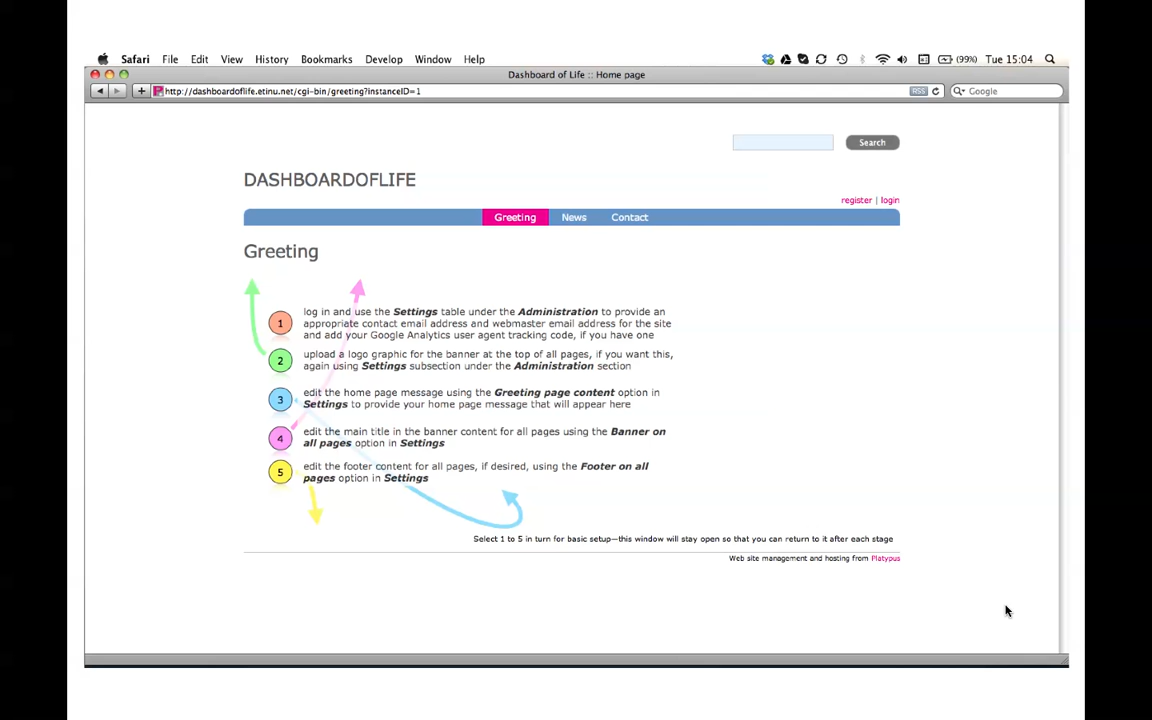 Safari File Edit View History Bookmarks Develop Window Help (99%) Tue 15:04
Dashboard of Life :: Home page
http://dashboardoflife.etinu.net/cgi-bin/greeting?instanceID=1 RSS Google
Search
DASHBOARDOFLIFE
register | login
Greeting News Contact
Greeting
1 log in and use the Settings table under the Administration to provide an
appropriate contact email address and webmaster email address for the site
and add your Google Analytics user agent tracking code, if you have one
2 upload a logo graphic for the banner at the top of all pages, if you want this,
again using Settings subsection under the Administration section
3 edit the home page message using the Greeting page content option in
Settings to provide your home page message that will appear here
4 edit the main title in the banner content for all pages using the Banner on
all pages option in Settings
5 edit the footer content for all pages, if desired, using the Footer on all
pages option in Settings
Select 1 to 5 in turn for basic setup—this window will stay open so that you can return to it after each stage
Web site management and hosting from Platypus